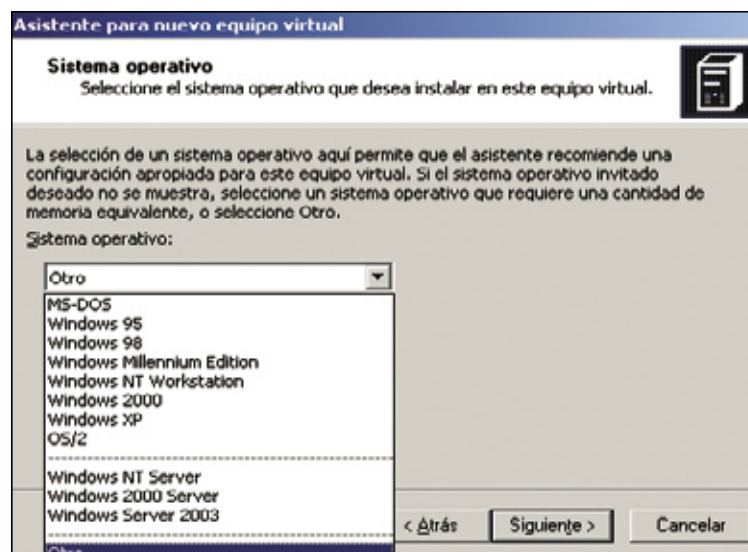 Asistente para nuevo equipo virtual
Sistema operativo
Seleccione el sistema operativo que desea instalar en este equipo virtual.
La selección de un sistema operativo aquí permite que el asistente recomiende una
configuración apropiada para este equipo virtual. Si el sistema operativo invitado
deseado no se muestra, seleccione un sistema operativo que requiere una cantidad de
memoria equivalente, o seleccione Otro.
Sistema operativo:
Otro
MS-DOS
Windows 95
Windows 98
Windows Millennium Edition
Windows NT Workstation
Windows 2000
Windows XP
OS/2
Windows NT Server
Windows 2000 Server
Windows Server 2003
Otro
< Atrás
Siguiente >
Cancelar